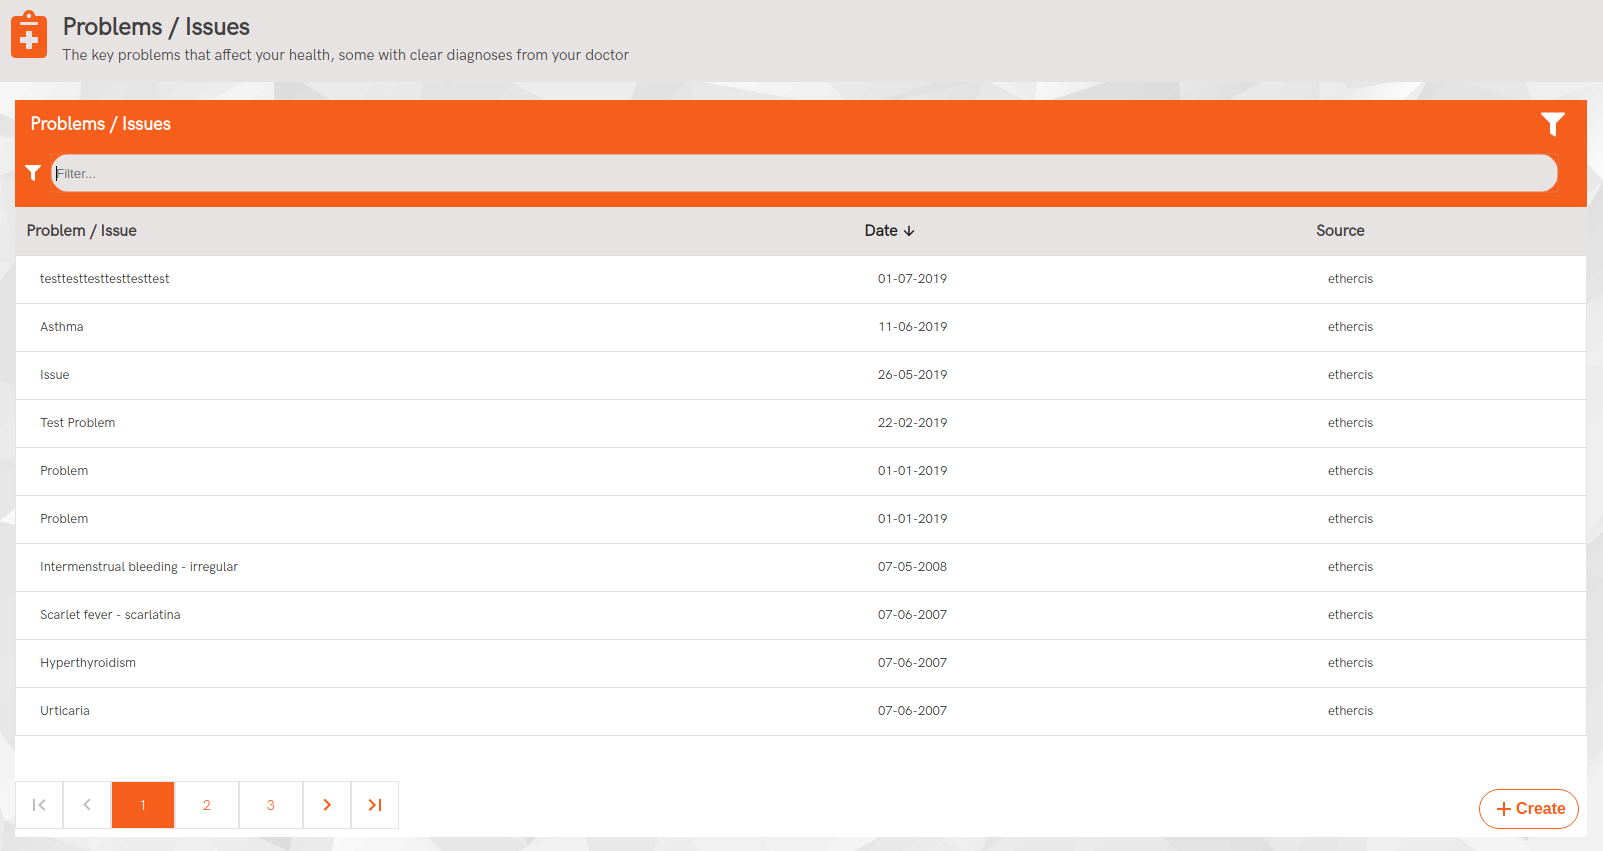 Problems / Issues
The key problems that affect your health, some with clear diagnoses from your doctor
Problems / Issues
Filter...
Problem / Issue Date Source
testtesttesttesttesttest 01-07-2019 ethercis
Asthma 11-06-2019 ethercis
Issue 26-05-2019 ethercis
Test Problem 22-02-2019 ethercis
Problem 01-01-2019 ethercis
Problem 01-01-2019 ethercis
Intermenstrual bleeding - irregular 07-05-2008 ethercis
Scarlet fever - scarlatina 07-06-2007 ethercis
Hyperthyroidism 07-06-2007 ethercis
Urticaria 07-06-2007 ethercis
1 2 3
Create